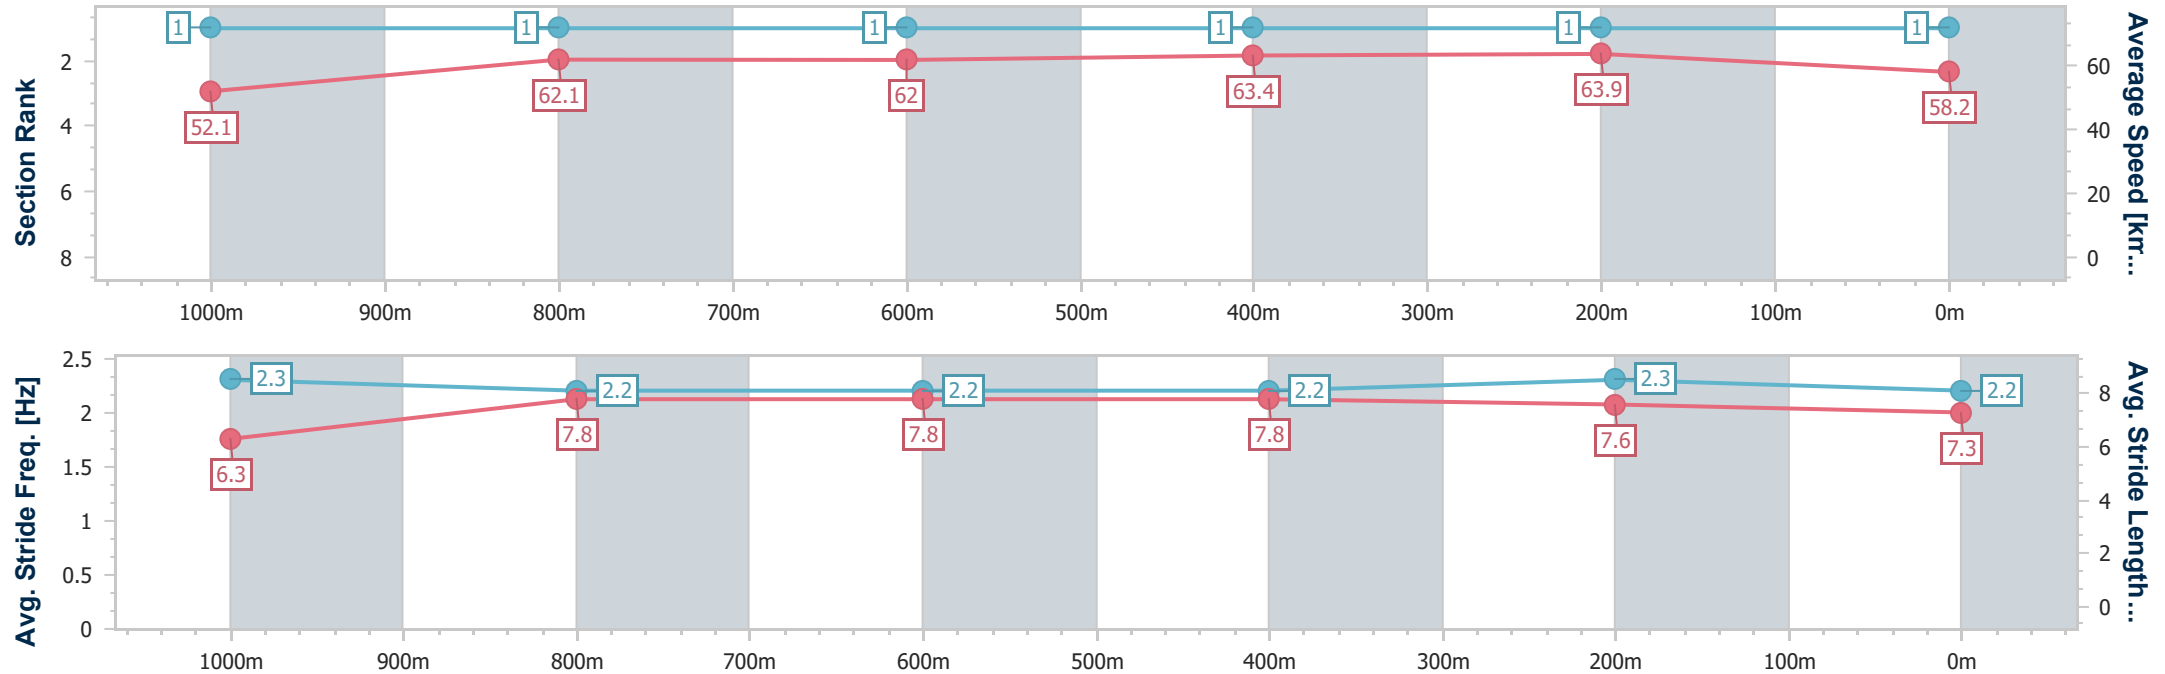 Section Rank
2
4
6
8
1
1
1
1
1
1
52.1
62.1
62
63.4
63.9
58.2
60
40
20
0
Average Speed [km...
1000m
900m
800m
700m
600m
500m
400m
300m
200m
100m
0m
Avg. Stride Freq. [Hz]
2.5
2
1.5
1
0.5
0
2.3
2.2
2.2
2.2
2.3
2.2
6.3
7.8
7.8
7.8
7.6
7.3
8
6
4
2
0
Avg. Stride Length...
1000m
900m
800m
700m
600m
500m
400m
300m
200m
100m
0m